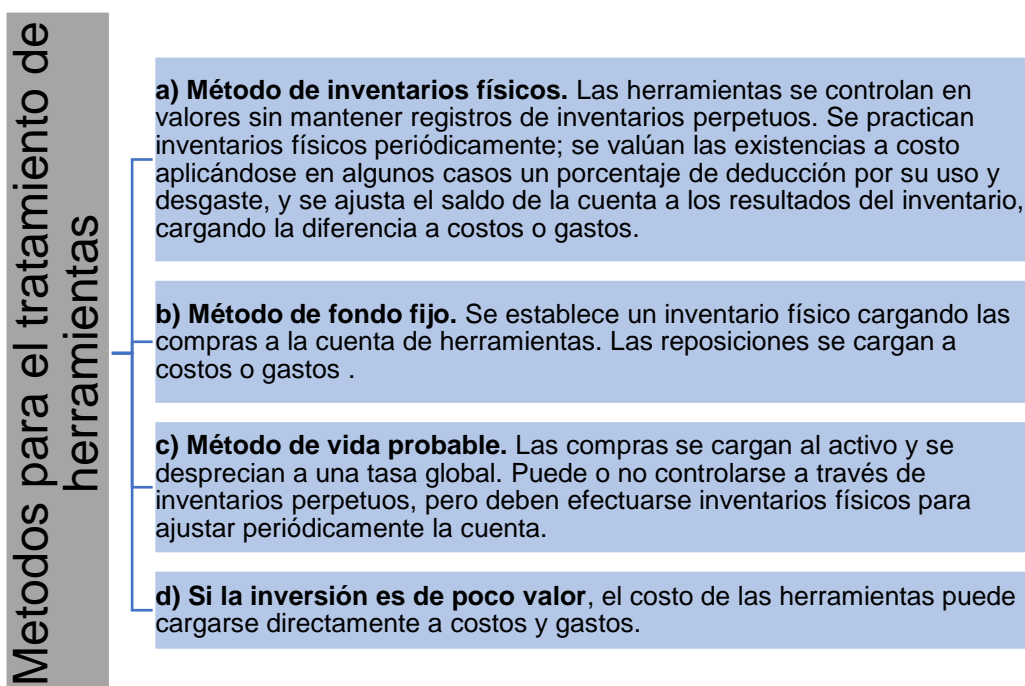 Metodos para el tratamiento de
herramientas
a) Método de inventarios físicos. Las herramientas se controlan en
valores sin mantener registros de inventarios perpetuos. Se practican
inventarios físicos periódicamente; se valúan las existencias a costo
aplicándose en algunos casos un porcentaje de deducción por su uso y
desgaste, y se ajusta el saldo de la cuenta a los resultados del inventario,
cargando la diferencia a costos o gastos.
b) Método de fondo fijo. Se establece un inventario físico cargando las
compras a la cuenta de herramientas. Las reposiciones se cargan a
costos o gastos .
c) Método de vida probable. Las compras se cargan al activo y se
desprecian a una tasa global. Puede o no controlarse a través de
inventarios perpetuos, pero deben efectuarse inventarios físicos para
ajustar periódicamente la cuenta.
d) Si la inversión es de poco valor, el costo de las herramientas puede
cargarse directamente a costos y gastos.